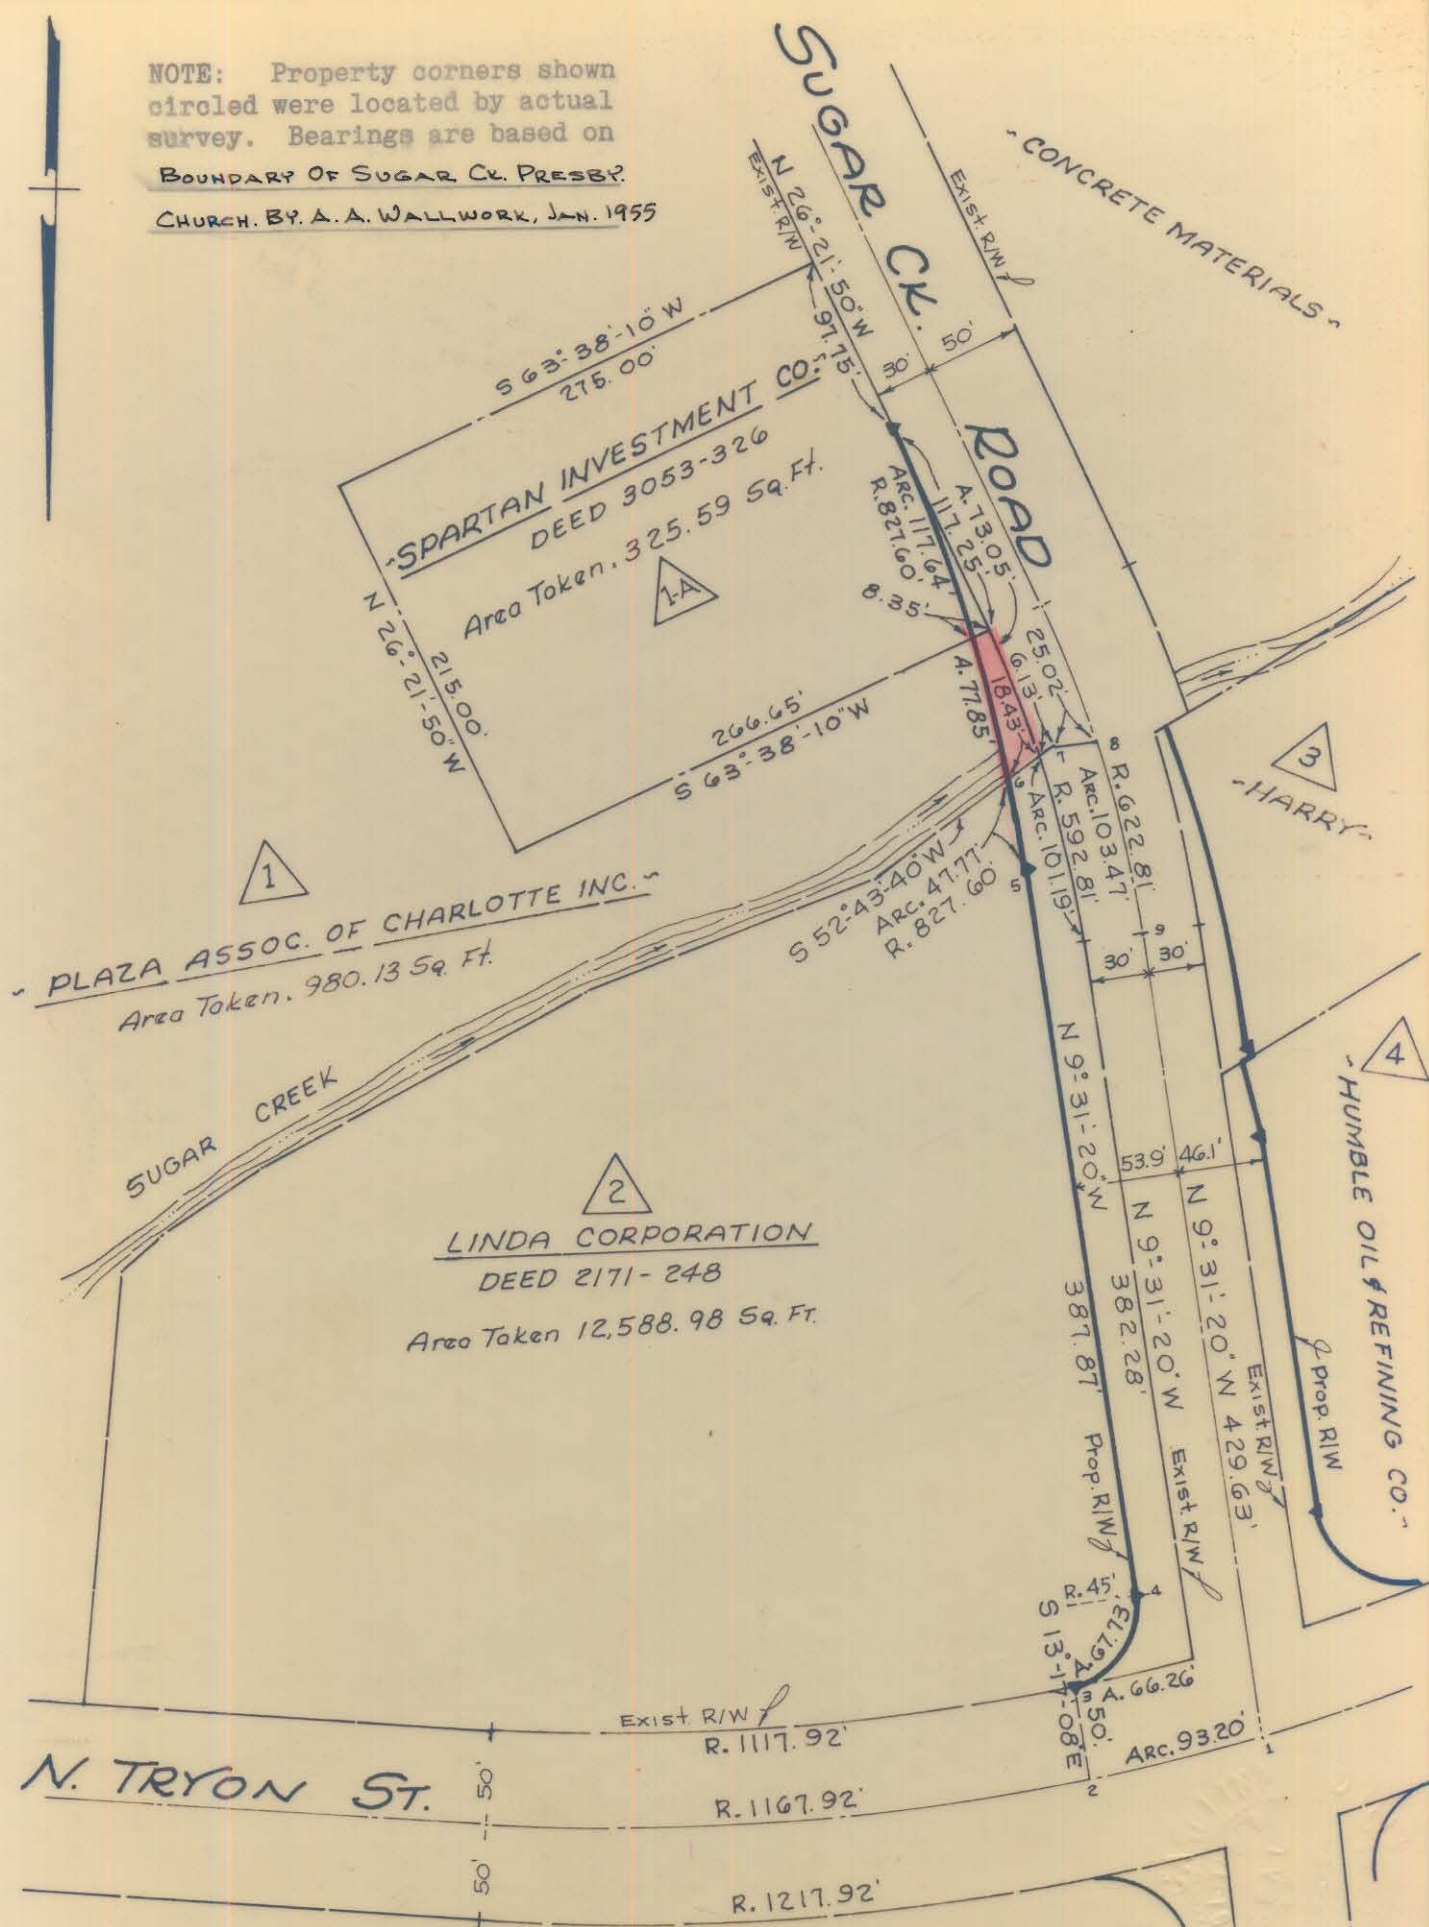 NOTE: Property corners shown
circled were located by actual
survey. Bearings are based on
BOUNDARY OF SUGAR CK. PRESBY.
CHURCH. BY. A. A. WALLWORK, JAN. 1955
SUGAR CK. ROAD
- CONCRETE MATERIALS -
Exist. R/W
N 26°-21'-50" W
Exist. R/W
97.75'
30'
50'
S 63°-38'-10" W
275.00'
-SPARTAN INVESTMENT CO.-
DEED 3053-326
Area Taken. 325.59 Sq. Ft.
1-A
N 26°-21'-50" W
215.00'
ARC. 117.64'
R. 827.60'
117.25'
A. 73.05'
8.35'
A. 77.85'
18.43'
6.13'
25.02'
266.65'
S 63°-38'-10" W
3
-HARRY-
1
- PLAZA ASSOC. OF CHARLOTTE INC. -
Area Taken. 980.13 Sq. Ft.
S 52°-43'-40" W
ARC. 47.77'
R. 827.60'
5
6
7
8
9
ARC. 101.19'
R. 592.81'
ARC. 103.47'
R. 622.81'
30'
30'
SUGAR CREEK
4
- HUMBLE OIL & REFINING CO. -
2
LINDA CORPORATION
DEED 2171-248
Area Taken 12,588.98 Sq. Ft.
53.9'
46.1'
N 9°-31'-20" W
387.87'
Prop. R/W
N 9°-31'-20" W
382.28'
Exist. R/W
N 9°-31'-20" W 429.63'
Exist. R/W
Prop. R/W
R. 45'
4
A. 67.73'
3
A. 66.26'
S 13°-17'-08" E
50.'
ARC. 93.20'
1
2
Exist. R/W
R. 1117.92'
N. TRYON ST.
50'
50'
R. 1167.92'
R. 1217.92'